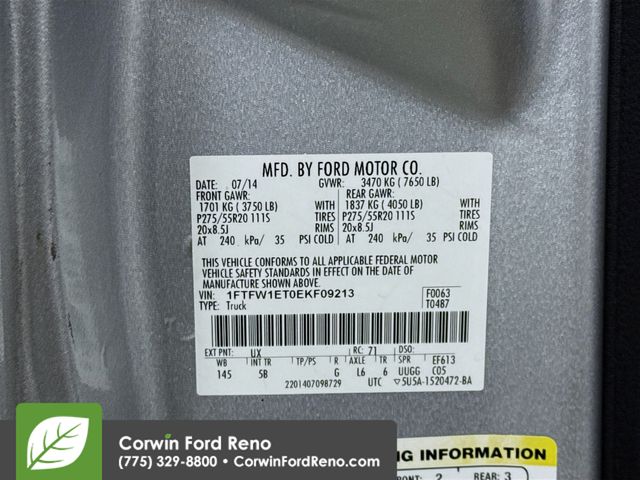 MFD. BY FORD MOTOR CO.
DATE: 07/14 GVWR: 3470 KG ( 7650 LB)
FRONT GAWR: REAR GAWR:
1701 KG ( 3750 LB) 1837 KG ( 4050 LB)
P275/55R20 111S TIRES P275/55R20 111S TIRES
20x8.5J RIMS 20x8.5J RIMS
AT 240 kPa/ 35 PSI COLD AT 240 kPa/ 35 PSI COLD
THIS VEHICLE CONFORMS TO ALL APPLICABLE FEDERAL MOTOR
VEHICLE SAFETY STANDARDS IN EFFECT ON THE DATE OF
MANUFACTURE SHOWN ABOVE.
VIN: 1FTFW1ET0EKF09213 F0063
TYPE: Truck T0487
EXT PNT: UX RC: 71 DSO:
WB INT TR TP/PS R AXLE TR SPR EF613
145 5B G L6 6 UUGG C05
2201407098729 UTC ▽5U5A-1520472-BA
NG INFORMATION
FRONT: 2 REAR: 3
Corwin Ford Reno
(775) 329-8800 • CorwinFordReno.com